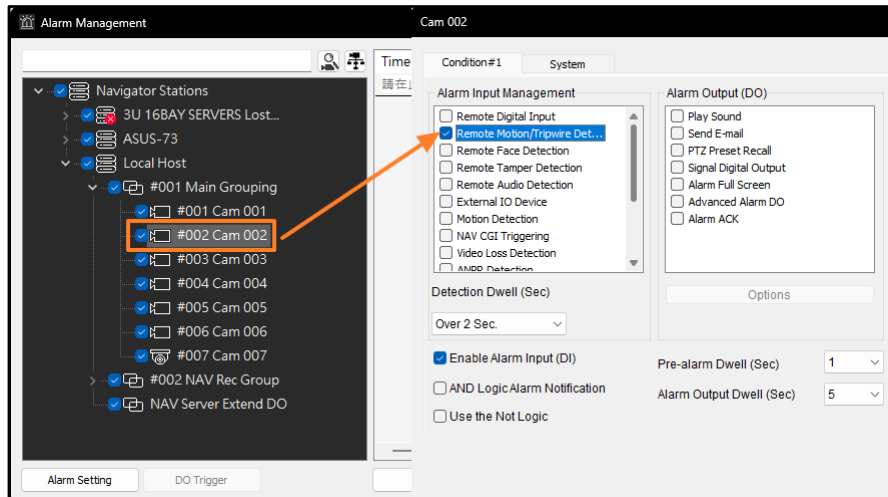 Alarm Management
Time
請在
Navigator Stations
3U 16BAY SERVERS Lost...
ASUS-73
Local Host
#001 Main Grouping
#001 Cam 001
#002 Cam 002
#003 Cam 003
#004 Cam 004
#005 Cam 005
#006 Cam 006
#007 Cam 007
#002 NAV Rec Group
NAV Server Extend DO
Alarm Setting
DO Trigger
Cam 002
Condition#1
System
Alarm Input Management
Remote Digital Input
Remote Motion/Tripwire Det...
Remote Face Detection
Remote Tamper Detection
Remote Audio Detection
External IO Device
Motion Detection
NAV CGI Triggering
Video Loss Detection
ANPR Detection
Detection Dwell (Sec)
Over 2 Sec.
Enable Alarm Input (DI)
AND Logic Alarm Notification
Use the Not Logic
Alarm Output (DO)
Play Sound
Send E-mail
PTZ Preset Recall
Signal Digital Output
Alarm Full Screen
Advanced Alarm DO
Alarm ACK
Options
Pre-alarm Dwell (Sec)
1
Alarm Output Dwell (Sec)
5